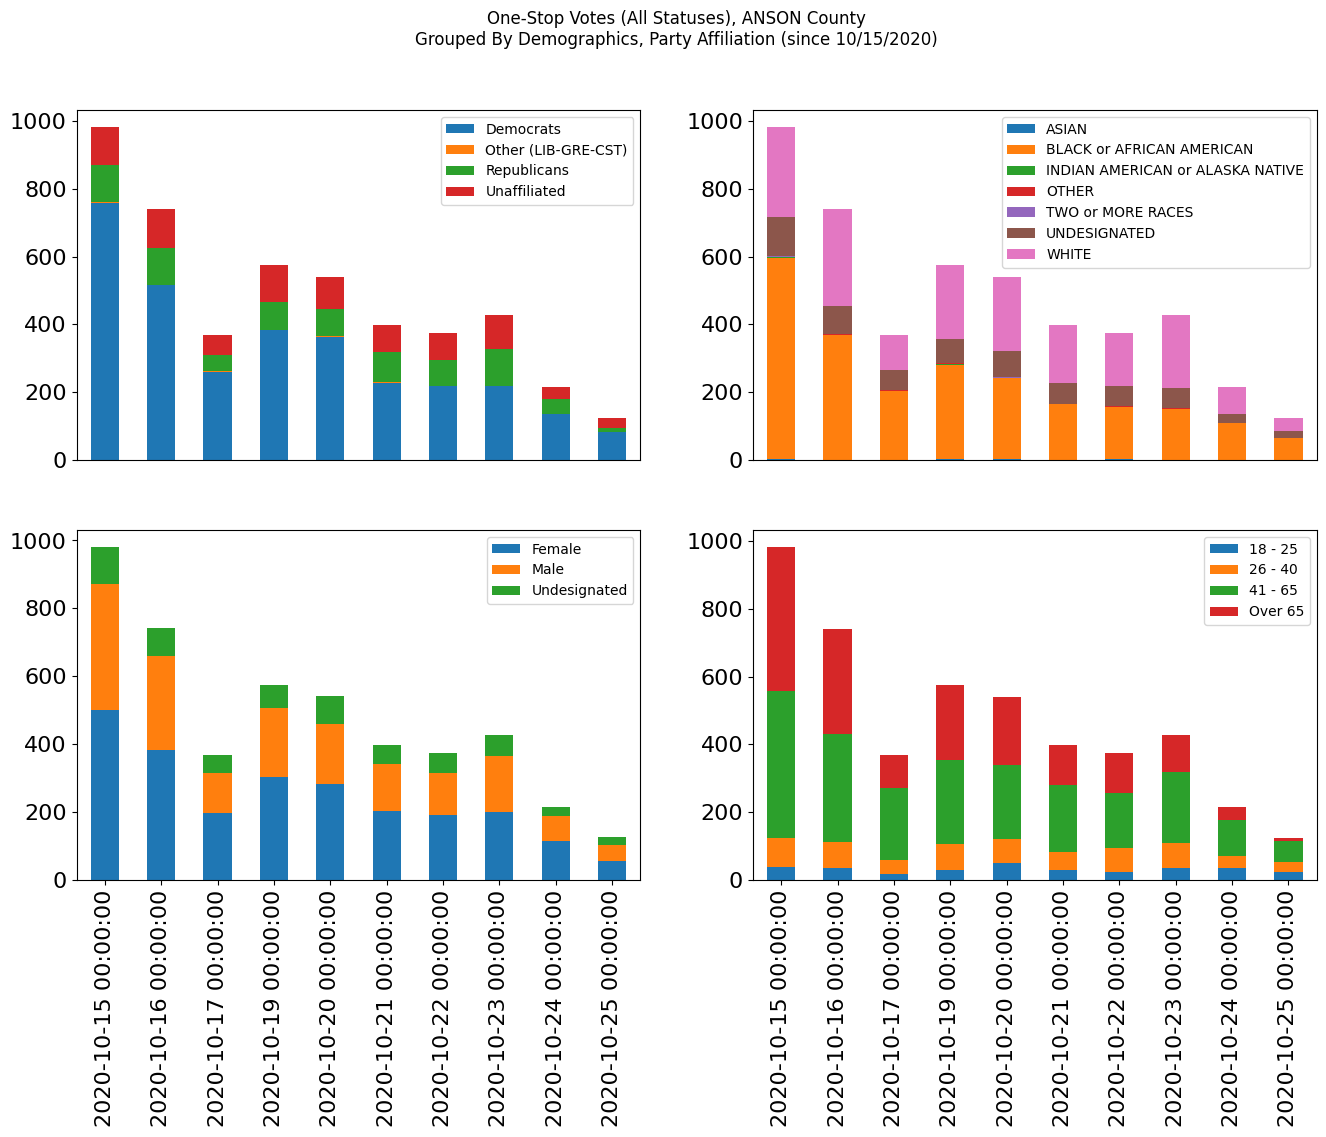 One-Stop Votes (All Statuses), ANSON County
Grouped By Demographics, Party Affiliation (since 10/15/2020)
1000
800
600
400
200
0
Democrats
Other (LIB-GRE-CST)
Republicans
Unaffiliated
1000
800
600
400
200
0
ASIAN
BLACK or AFRICAN AMERICAN
INDIAN AMERICAN or ALASKA NATIVE
OTHER
TWO or MORE RACES
UNDESIGNATED
WHITE
1000
800
600
400
200
0
Female
Male
Undesignated
2020-10-15 00:00:00
2020-10-16 00:00:00
2020-10-17 00:00:00
2020-10-19 00:00:00
2020-10-20 00:00:00
2020-10-21 00:00:00
2020-10-22 00:00:00
2020-10-23 00:00:00
2020-10-24 00:00:00
2020-10-25 00:00:00
1000
800
600
400
200
0
18 - 25
26 - 40
41 - 65
Over 65
2020-10-15 00:00:00
2020-10-16 00:00:00
2020-10-17 00:00:00
2020-10-19 00:00:00
2020-10-20 00:00:00
2020-10-21 00:00:00
2020-10-22 00:00:00
2020-10-23 00:00:00
2020-10-24 00:00:00
2020-10-25 00:00:00